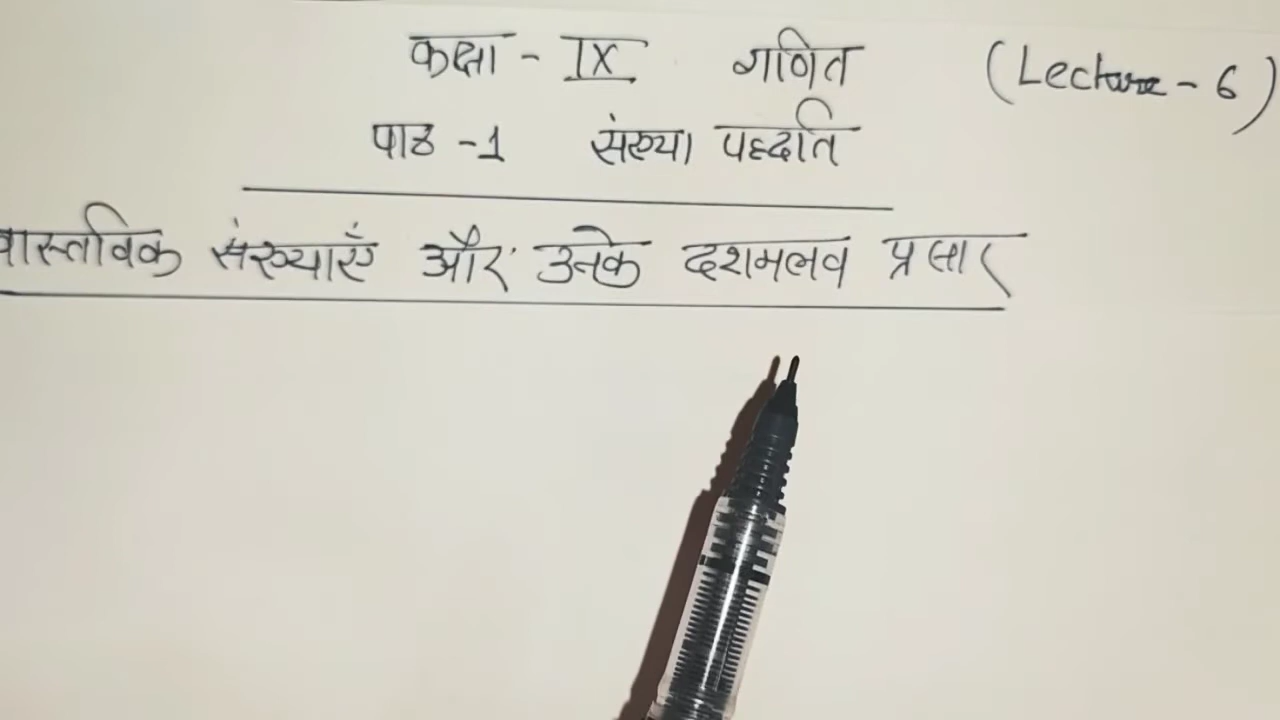 कक्षा - IX गणित (Lecture - 6)
पाठ - 1 संख्या पद्धति
वास्तविक संख्याएँ और उनके दशमलव प्रसार